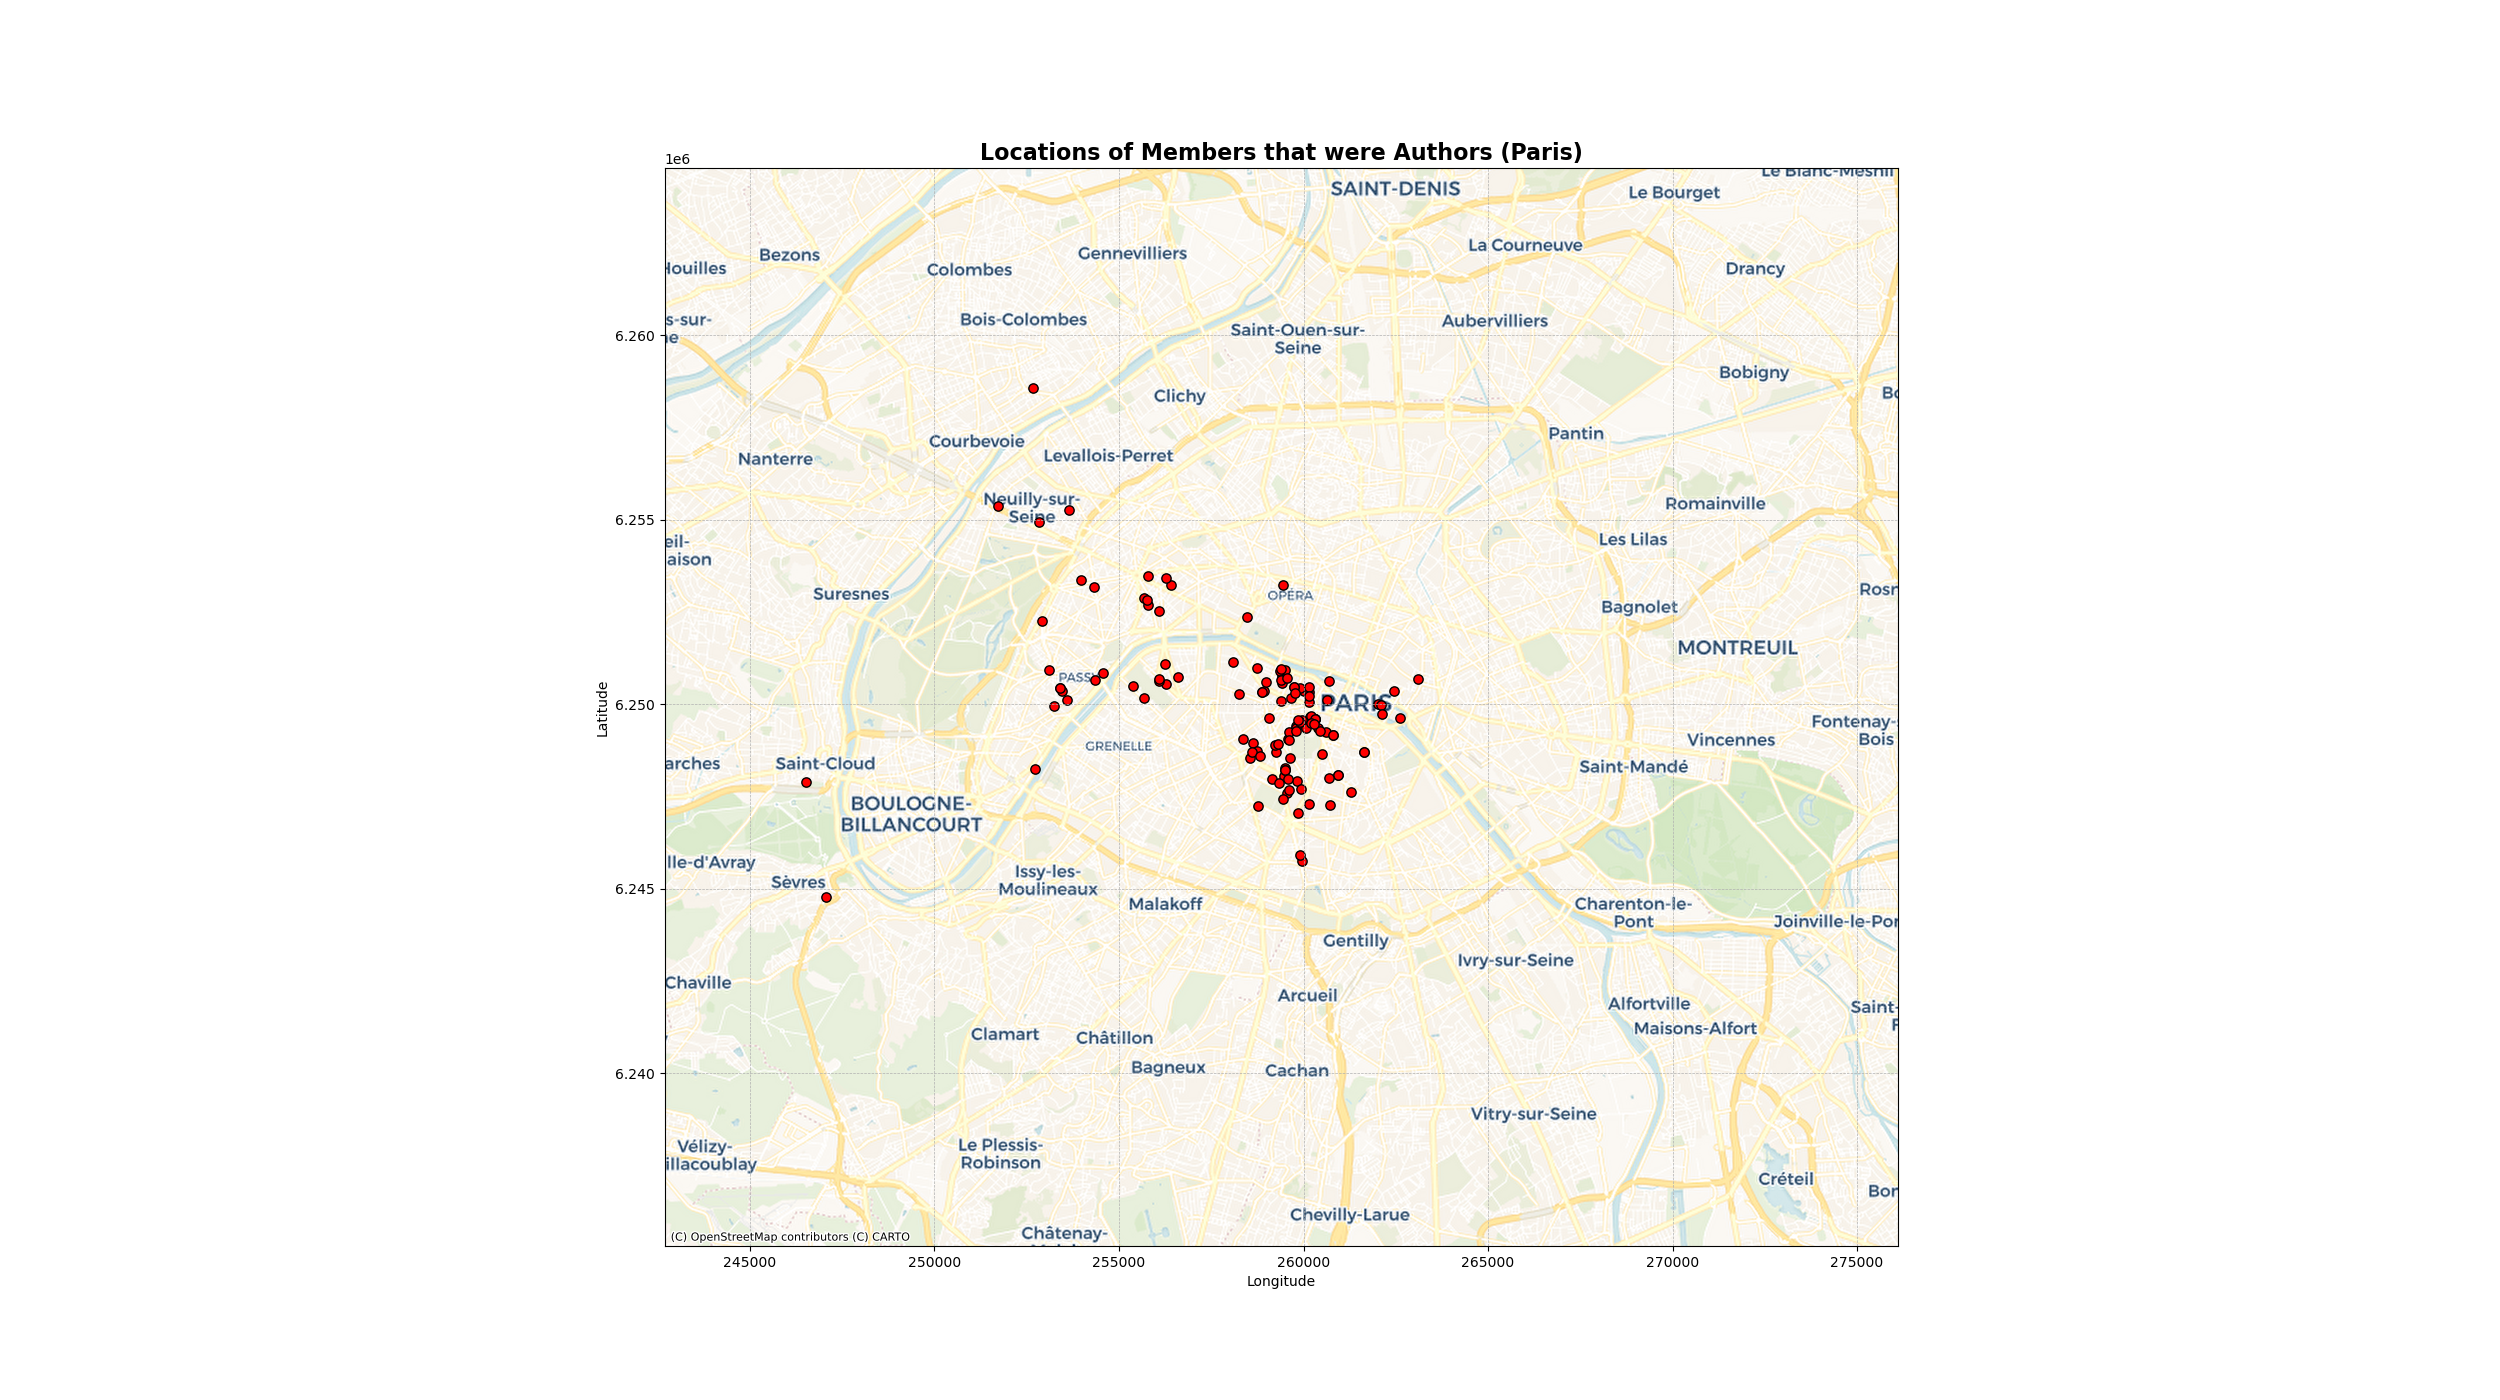 Locations of Members that were Authors (Paris)
1e6
Le Blanc-Mesnil
SAINT-DENIS
Le Bourget
La Courneuve
Bezons
Gennevilliers
Houilles
Colombes
Drancy
s-sur-
ne
Bois-Colombes
Saint-Ouen-sur-
Seine
Aubervilliers
6.260
Bobigny
Clichy
Bo
Courbevoie
Pantin
Nanterre
Levallois-Perret
Neuilly-sur-
Seine
Romainville
6.255
eil-
aison
Les Lilas
Suresnes
OPÉRA
Rosn
Bagnolet
MONTREUIL
PASSY
6.250
PARIS
Latitude
Fontenay-s
Bois
GRENELLE
Vincennes
arches
Saint-Cloud
Saint-Mandé
BOULOGNE-
BILLANCOURT
lle-d'Avray
Sèvres
Issy-les-
Moulineaux
6.245
Malakoff
Charenton-le-
Pont
Joinville-le-Pon
Gentilly
Ivry-sur-Seine
Chaville
Arcueil
Alfortville
Saint-
Clamart
Châtillon
Maisons-Alfort
Bagneux
Cachan
6.240
Vitry-sur-Seine
Vélizy-
illacoublay
Le Plessis-
Robinson
Créteil
Bon
Chevilly-Larue
Châtenay-
(C) OpenStreetMap contributors (C) CARTO
245000 250000 255000 260000 265000 270000 275000
Longitude